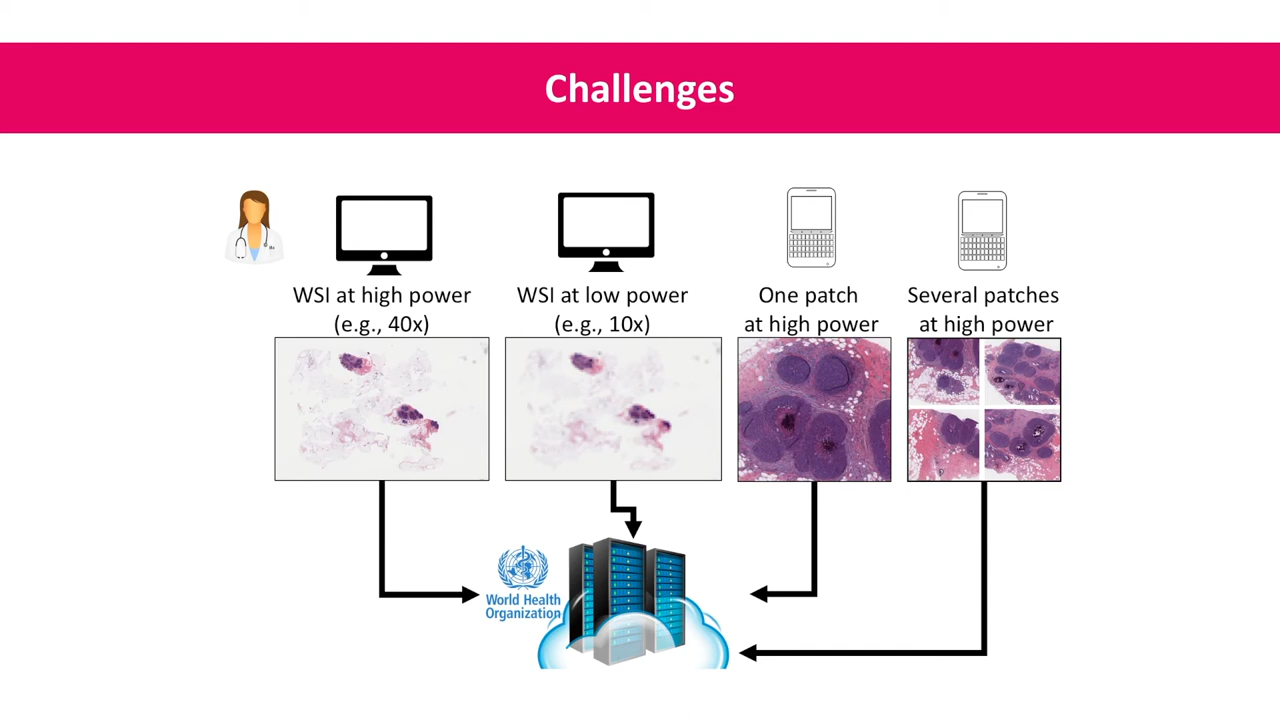 Challenges
WSI at high power
(e.g., 40x)
WSI at low power
(e.g., 10x)
One patch
at high power
Several patches
at high power
World Health
Organization